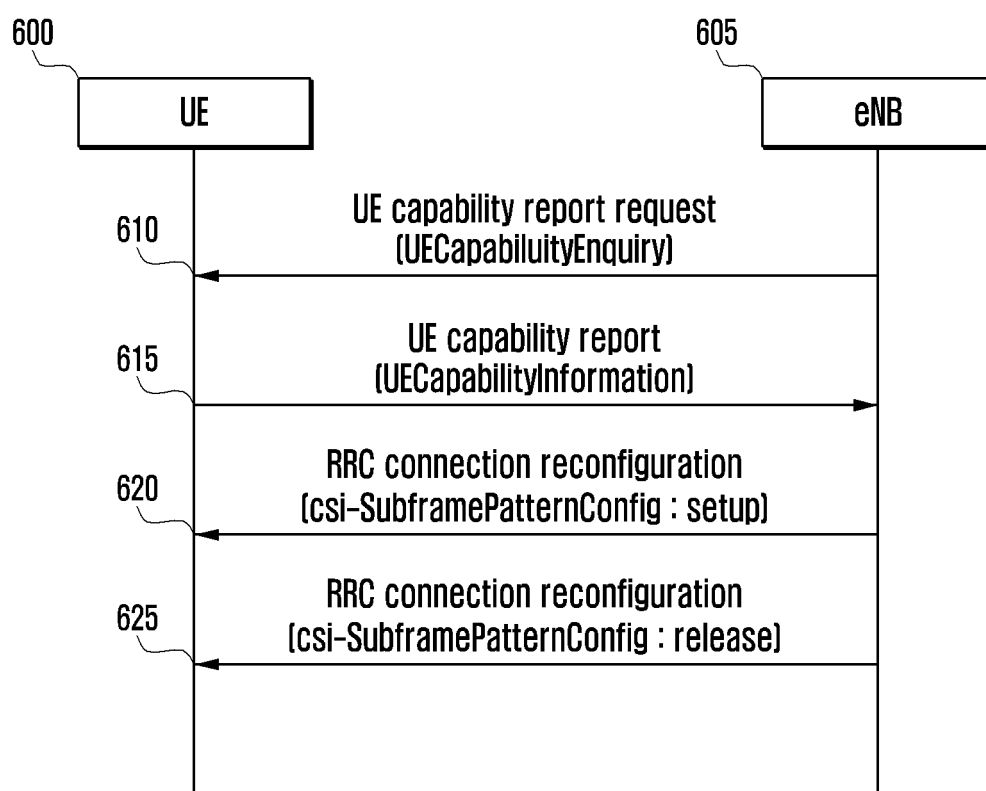 600
605
UE
eNB
UE capability report request
610
(UECapabiluityEnquiry)
UE capability report
615
(UECapabilityInformation)
RRC connection reconfiguration
620
(csi-SubframePatternConfig : setup)
RRC connection reconfiguration
625
(csi-SubframePatternConfig : release)